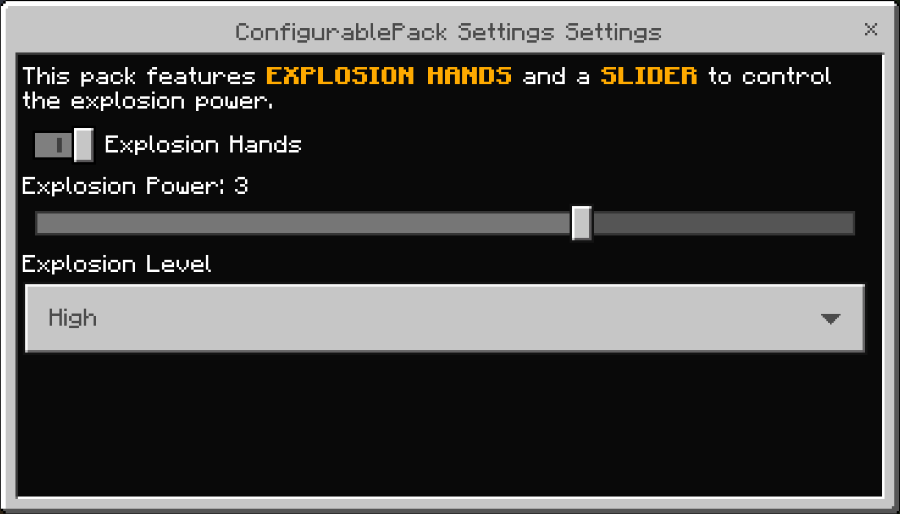 ConfigurablePack Settings Settings
This pack features EXPLOSION HANDS and a SLIDER to control
the explosion power.
Explosion Hands
Explosion Power: 3
Explosion Level
High